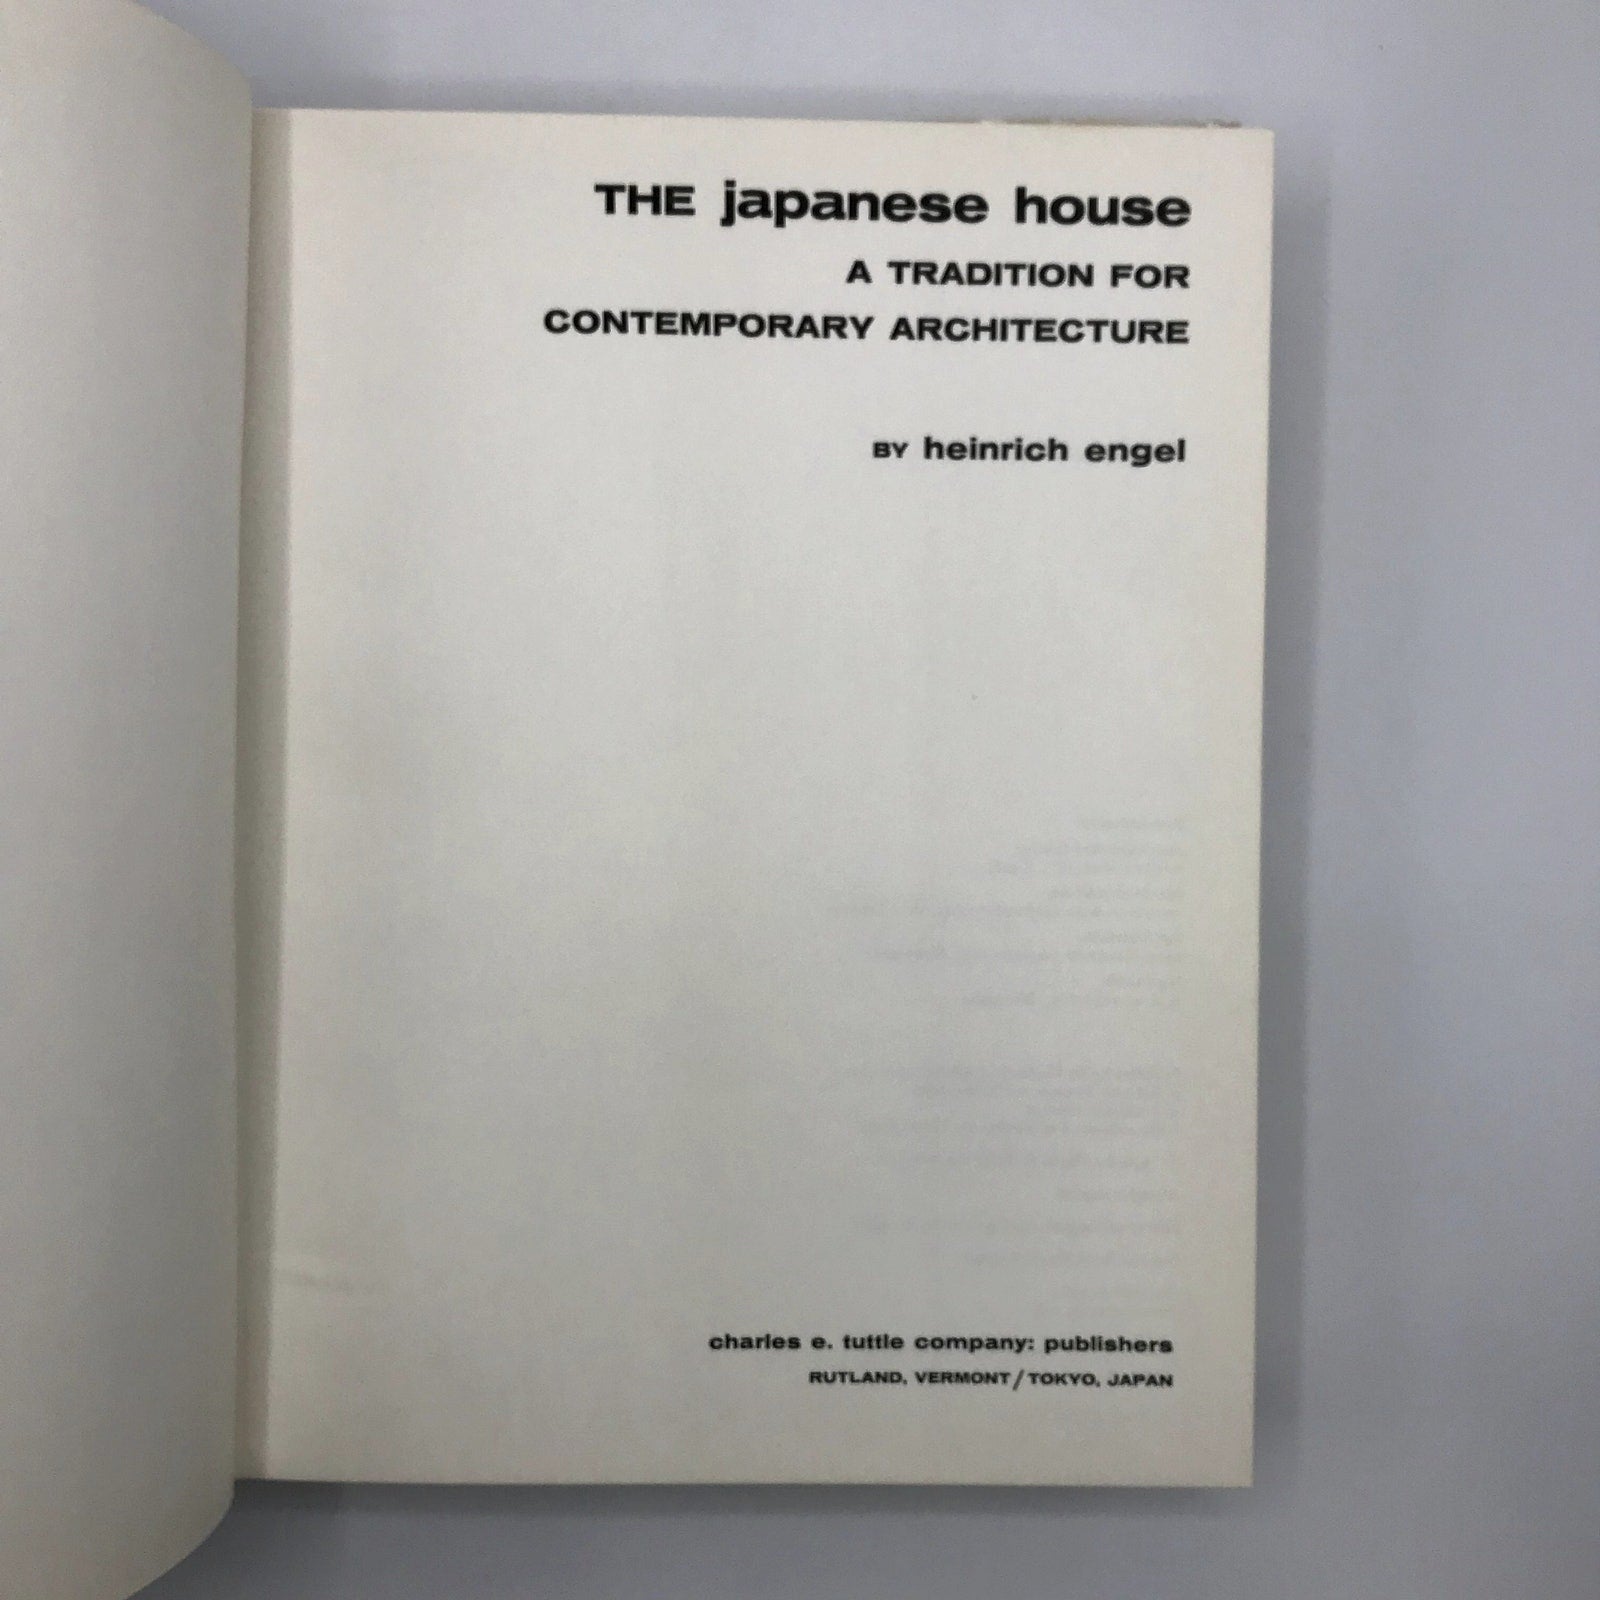 THE japanese house
A TRADITION FOR
CONTEMPORARY ARCHITECTURE
BY heinrich engel
charles e. tuttle company: publishers
RUTLAND, VERMONT/TOKYO, JAPAN